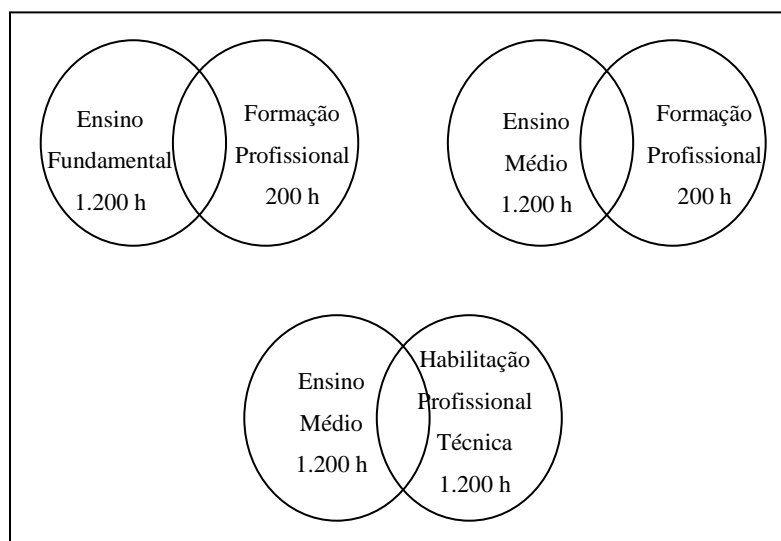 Ensino
Fundamental
1.200 h
Formação
Profissional
200 h
Ensino
Médio
1.200 h
Formação
Profissional
200 h
Ensino
Médio
1.200 h
Habilitação
Profissional
Técnica
1.200 h